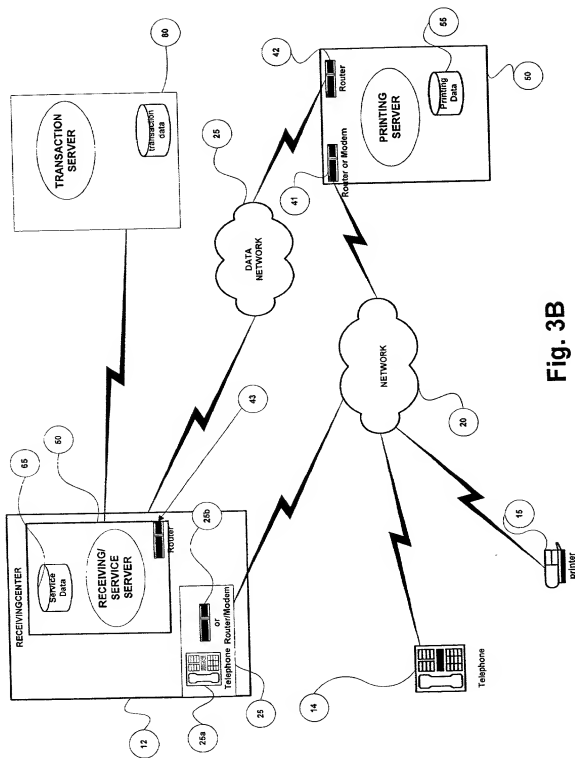 RECEIVINGCENTER
Service
Data
RECEIVING/
SERVICE
SERVER
Router
or
Telephone Router/Modem
12
65
50
43
25b
25a
25
TRANSACTION
SERVER
transaction
data
80
DATA
NETWORK
25
42
Router
Router or Modem
41
PRINTING
SERVER
Printing
Data
55
50
NETWORK
20
14
Telephone
15
printer
Fig. 3B